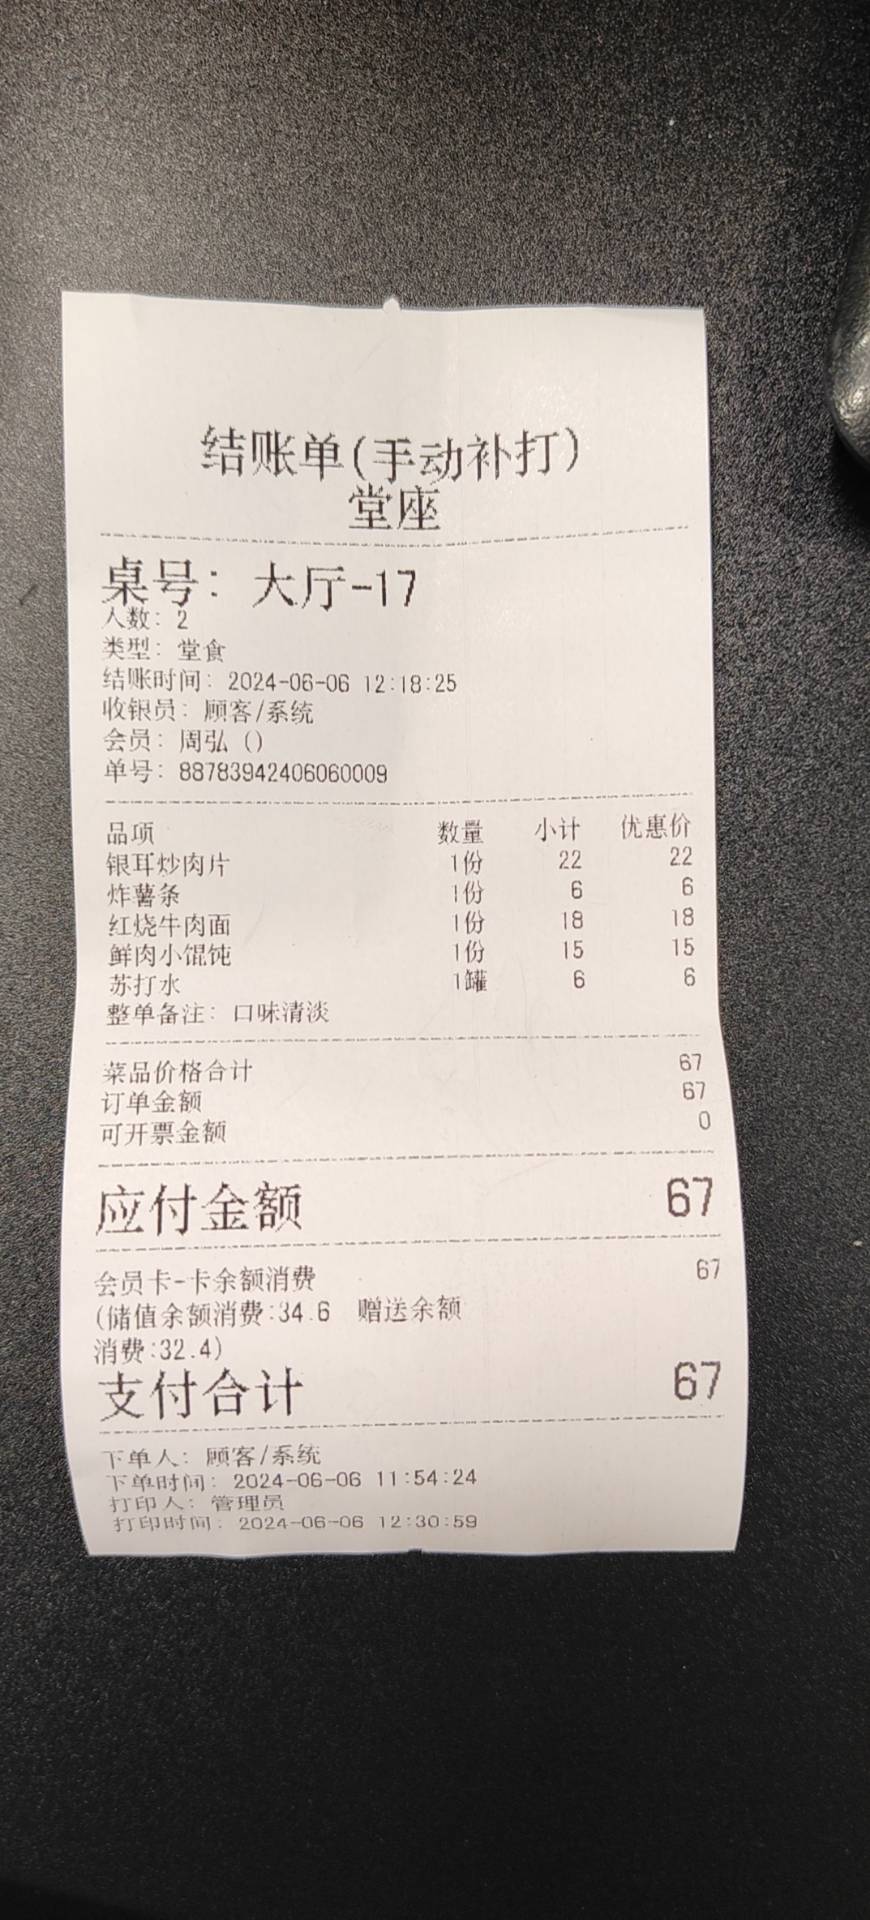 结账单(手动补打)
堂座
桌号: 大厅-17
人数: 2
类型: 堂食
结账时间: 2024-06-06 12:18:25
收银员: 顾客/系统
会员: 周弘 ()
单号: 88783942406060009
品项 数量 小计 优惠价
银耳炒肉片 1份 22 22
炸薯条 1份 6 6
红烧牛肉面 1份 18 18
鲜肉小馄饨 1份 15 15
苏打水 1罐 6 6
整单备注: 口味清淡
菜品价格合计 67
订单金额 67
可开票金额 0
应付金额 67
会员卡-卡余额消费 67
(储值余额消费:34.6 赠送余额
消费:32.4)
支付合计 67
下单人: 顾客/系统
下单时间: 2024-06-06 11:54:24
打印人: 管理员
打印时间: 2024-06-06 12:30:59